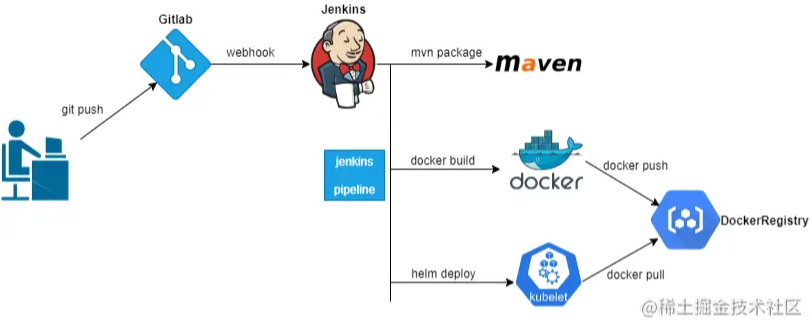 Gitlab
Jenkins
webhook
mvn package
maven
git push
jenkins
pipeline
docker build
docker
docker push
DockerRegistry
helm deploy
kubelet
docker pull
@稀土掘金技术社区